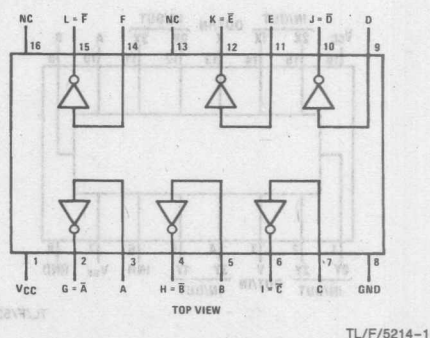 NC L = F̅ F NC K = E̅ E J = D̅ D
16 15 14 13 12 11 10 9
1 2 3 4 5 6 7 8
VCC G = A̅ A H = B̅ B I = C̅ C GND
TOP VIEW
TL/F/5214-1